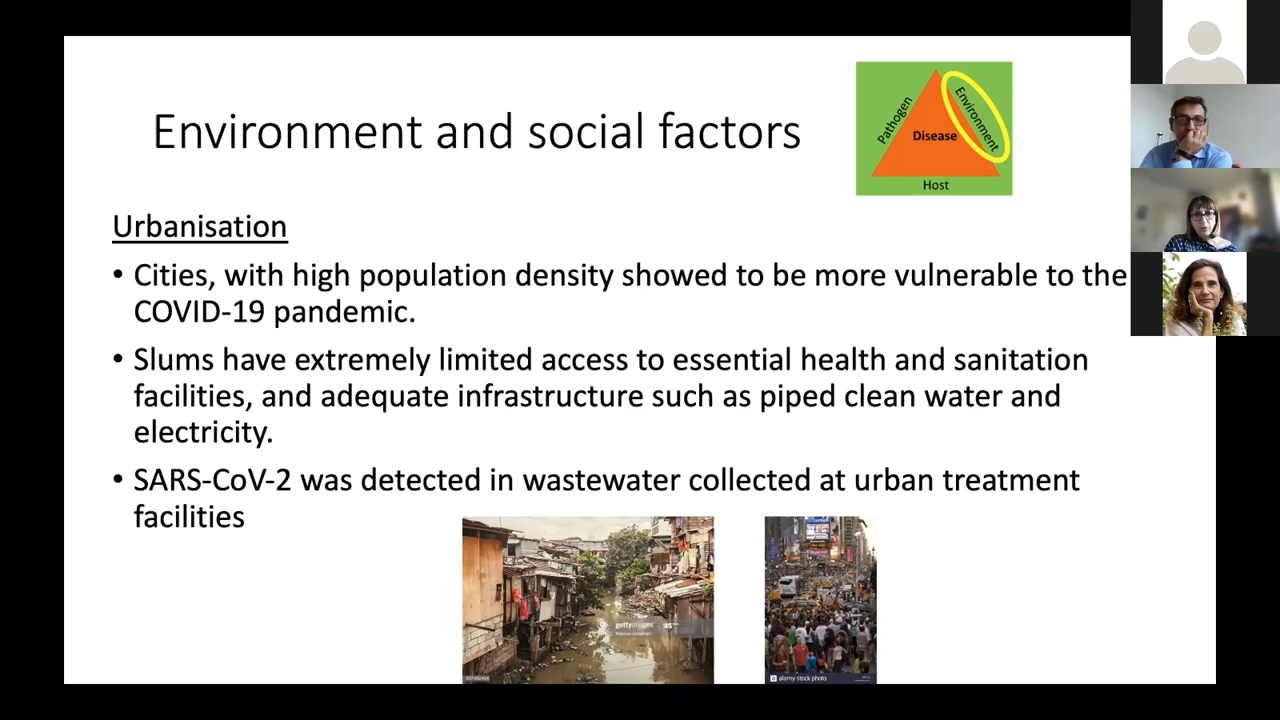 Environment and social factors
Pathogen
Environment
Disease
Host
Urbanisation
• Cities, with high population density showed to be more vulnerable to the
COVID-19 pandemic.
• Slums have extremely limited access to essential health and sanitation
facilities, and adequate infrastructure such as piped clean water and
electricity.
• SARS-CoV-2 was detected in wastewater collected at urban treatment
facilities
gettyimages
alamy stock photo